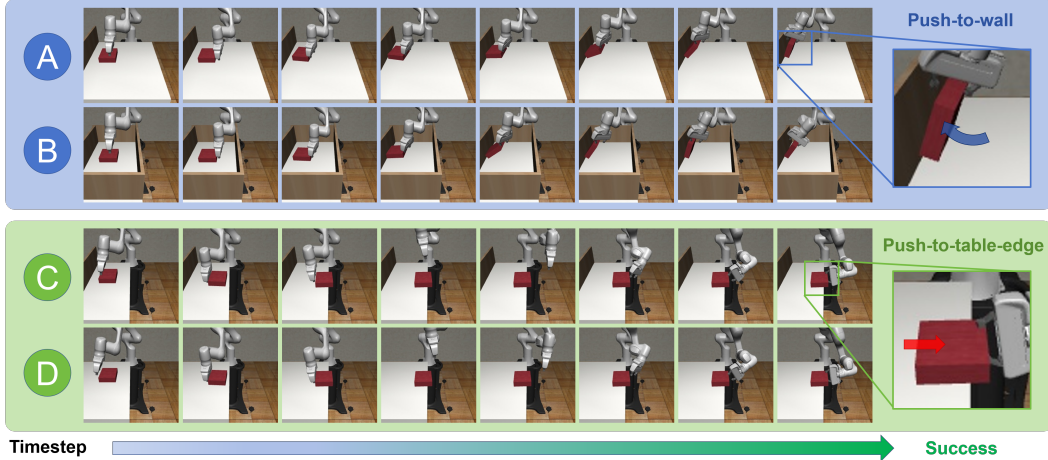 Push-to-wall
A
B
Push-to-table-edge
C
D
Timestep
Success